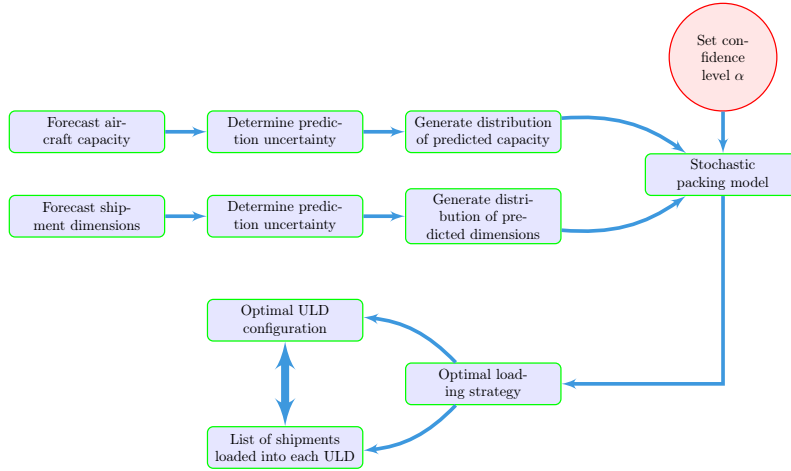 Set con-
fidence
level α
Forecast air-
craft capacity
Determine predic-
tion uncertainty
Generate distribution
of predicted capacity
Stochastic
packing model
Forecast ship-
ment dimensions
Determine predic-
tion uncertainty
Generate distri-
bution of pre-
dicted dimensions
Optimal ULD
configuration
Optimal load-
ing strategy
List of shipments
loaded into each ULD